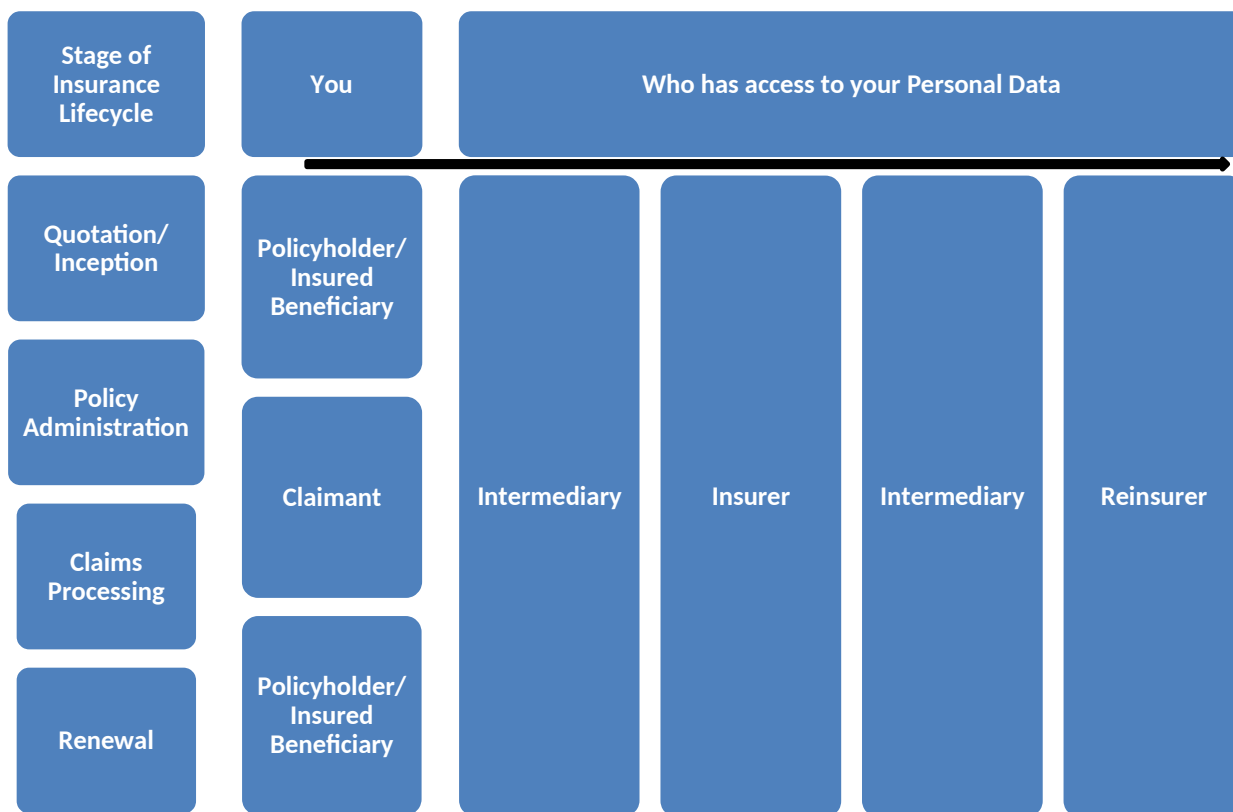 Stage of
Insurance
Lifecycle
You
Who has access to your Personal Data
Quotation/
Inception
Policy
Administration
Claims
Processing
Renewal
Policyholder/
Insured
Beneficiary
Claimant
Policyholder/
Insured
Beneficiary
Intermediary
Insurer
Intermediary
Reinsurer